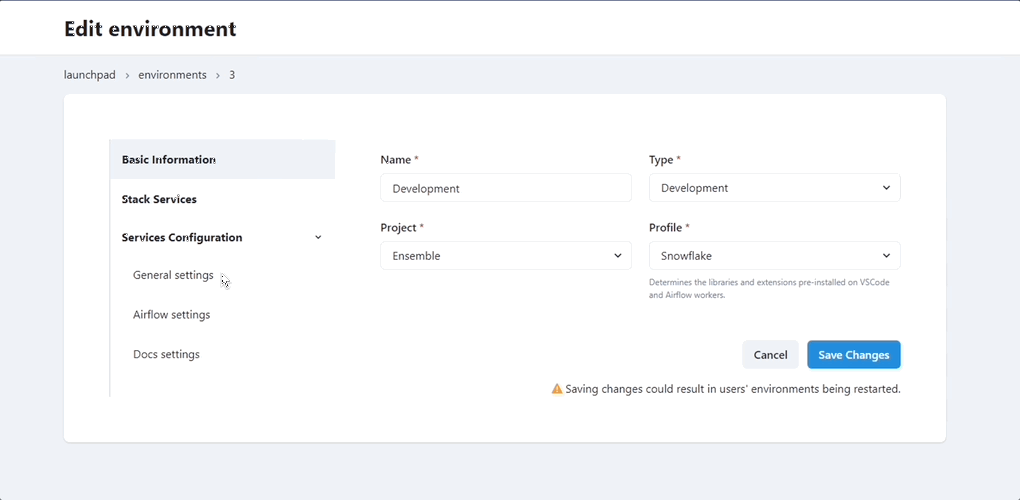 Edit environment
launchpad > environments > 3
Basic Information
Stack Services
Services Configuration
General settings
Airflow settings
Docs settings
Name *
Development
Type *
Development
Project *
Ensemble
Profile *
Snowflake
Determines the libraries and extensions pre-installed on VSCode
and Airflow workers.
Cancel
Save Changes
Saving changes could result in users' environments being restarted.